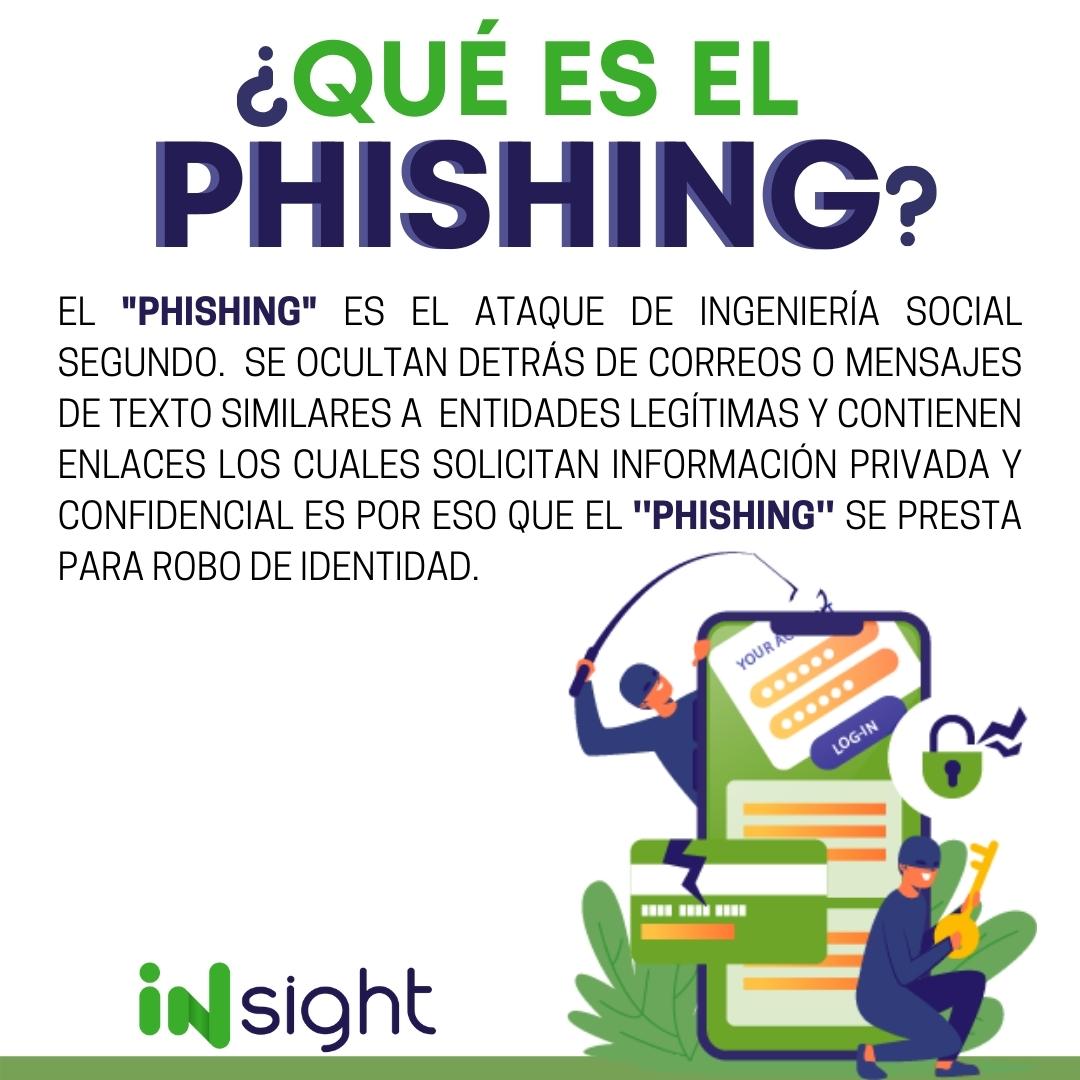 ¿QUÉ ES EL
PHISHING?
EL "PHISHING" ES EL ATAQUE DE INGENIERÍA SOCIAL
SEGUNDO. SE OCULTAN DETRÁS DE CORREOS O MENSAJES
DE TEXTO SIMILARES A ENTIDADES LEGÍTIMAS Y CONTIENEN
ENLACES LOS CUALES SOLICITAN INFORMACIÓN PRIVADA Y
CONFIDENCIAL ES POR ESO QUE EL "PHISHING" SE PRESTA
PARA ROBO DE IDENTIDAD.
YOUR
LOG-IN
iNsight